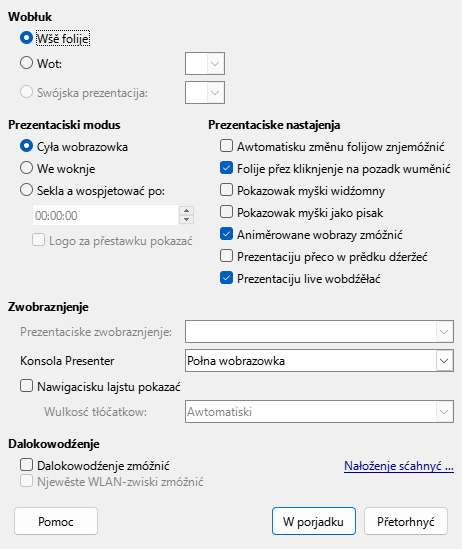 Wobłuk
Wšě folije
Wot:
Swójska prezentacija:
Prezentaciski modus
Cyła wobrazowka
We woknje
Sekla a wospjetować po:
00:00:00
Logo za přestawku pokazać
Prezentaciske nastajenja
Awtomatisku změnu folijow znjemóžnić
Folije přez kliknjenje na pozadk wuměnić
Pokazowak myški widźomny
Pokazowak myški jako pisak
Animěrowane wobrazy zmóžnić
Prezentaciju přeco w prědku dźeržeć
Prezentaciju live wobdźěłać
Zwobraznjenje
Prezentaciske zwobraznjenje:
Konsola Presenter
Połna wobrazowka
Nawigacisku lajstu pokazać
Wulkosć tłóčatkow:
Awtomatiski
Dalokowodźenje
Dalokowodźenje zmóžnić
Nałoženje sćahnyć ...
Njewěste WLAN-zwiski zmóžnić
Pomoc
W porjadku
Přetorhnyć